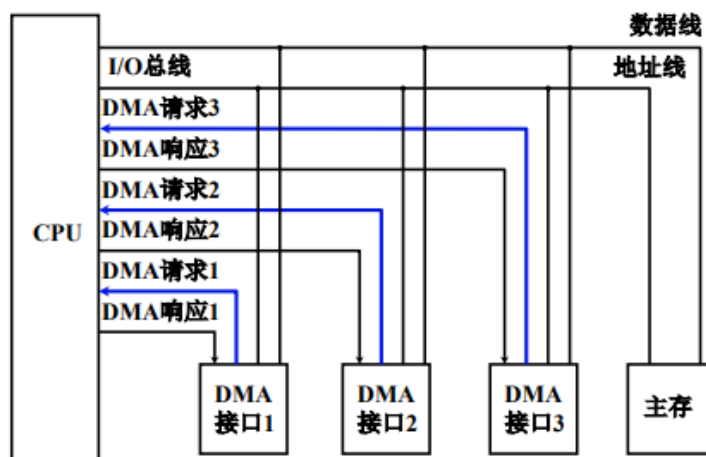 数据线
I/O总线
地址线
DMA请求3
DMA响应3
DMA请求2
DMA响应2
DMA请求1
DMA响应1
CPU
DMA
接口1
DMA
接口2
DMA
接口3
主存